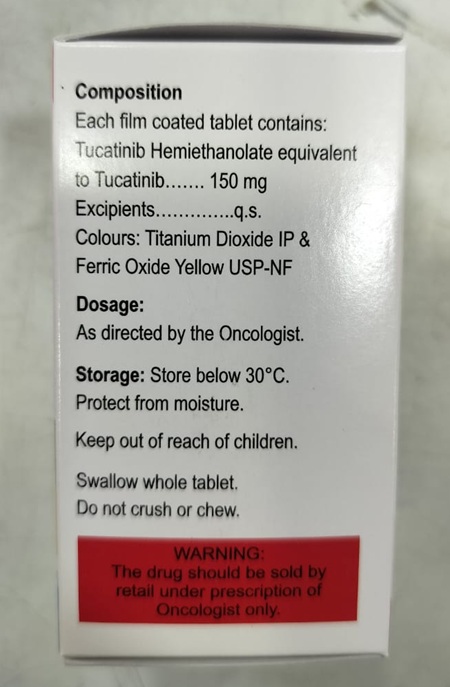 Composition
Each film coated tablet contains:
Tucatinib Hemiethanolate equivalent
to Tucatinib....... 150 mg
Excipients..............q.s.
Colours: Titanium Dioxide IP &
Ferric Oxide Yellow USP-NF
Dosage:
As directed by the Oncologist.
Storage: Store below 30°C.
Protect from moisture.
Keep out of reach of children.
Swallow whole tablet.
Do not crush or chew.
WARNING:
The drug should be sold by
retail under prescription of
Oncologist only.